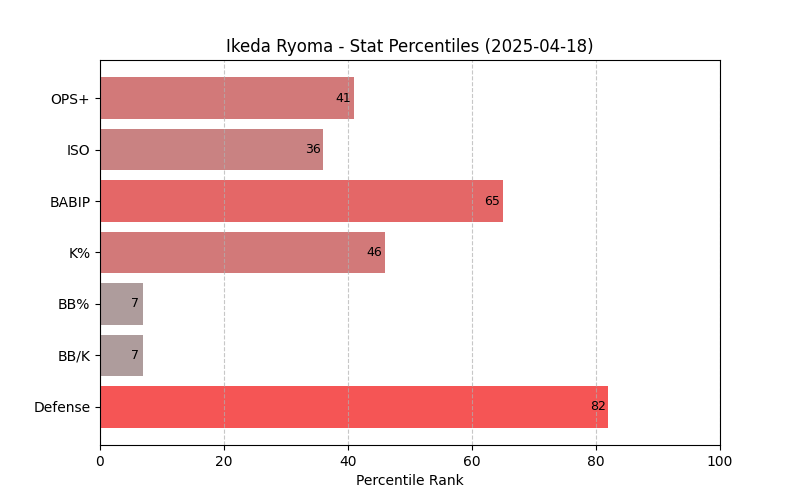 Ikeda Ryoma - Stat Percentiles (2025-04-18)
OPS+ 41
ISO 36
BABIP 65
K% 46
BB% 7
BB/K 7
Defense 82
0 20 40 60 80 100
Percentile Rank